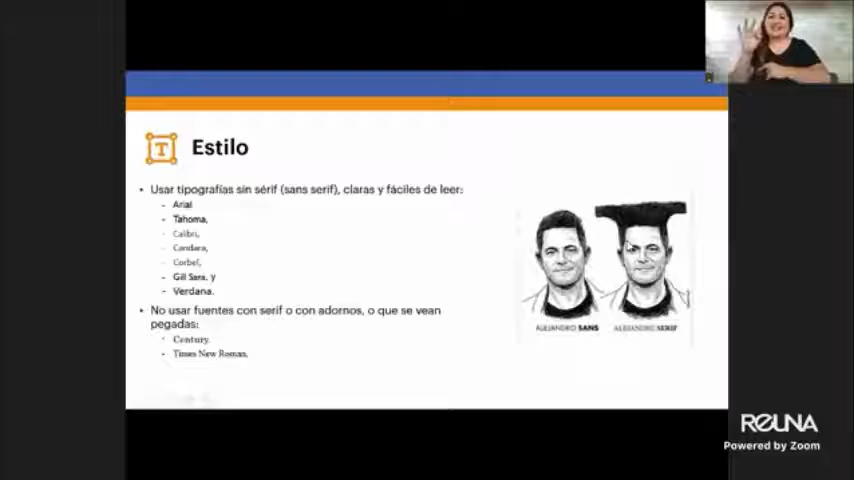 Estilo
• Usar tipografías sin sérif (sans serif), claras y fáciles de leer:
- Arial
- Tahoma,
- Calibri,
- Candara,
- Corbel,
- Gill Sans, y
- Verdana.
• No usar fuentes con serif o con adornos, o que se vean
pegadas:
- Century.
- Times New Roman,
ALEJANDRO SANS
ALEJANDRO SERIF
REUNA
Powered by Zoom